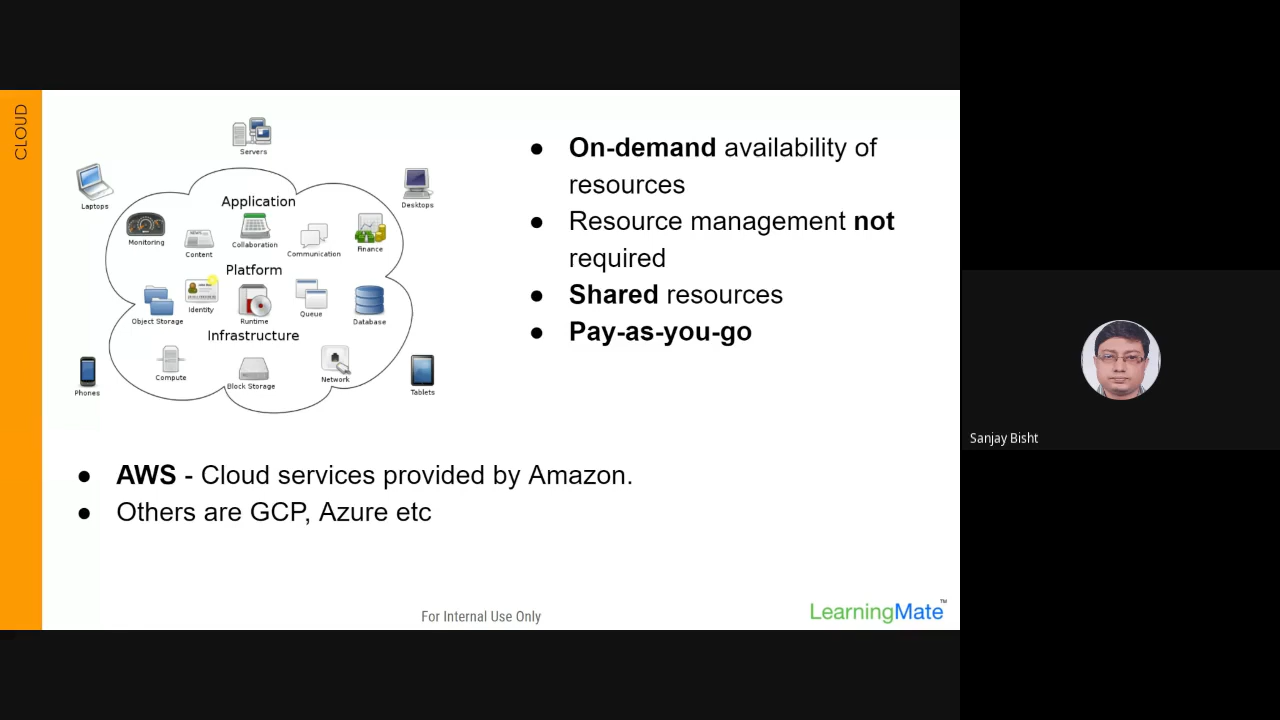 CLOUD
Servers
Laptops
Desktops
Application
Monitoring
Content
Collaboration
Communication
Finance
Platform
Object Storage
Identity
Runtime
Queue
Database
Infrastructure
Compute
Block Storage
Network
Phones
Tablets
● On-demand availability of
resources
● Resource management not
required
● Shared resources
● Pay-as-you-go
● AWS - Cloud services provided by Amazon.
● Others are GCP, Azure etc
For Internal Use Only
LearningMate™
Sanjay Bisht